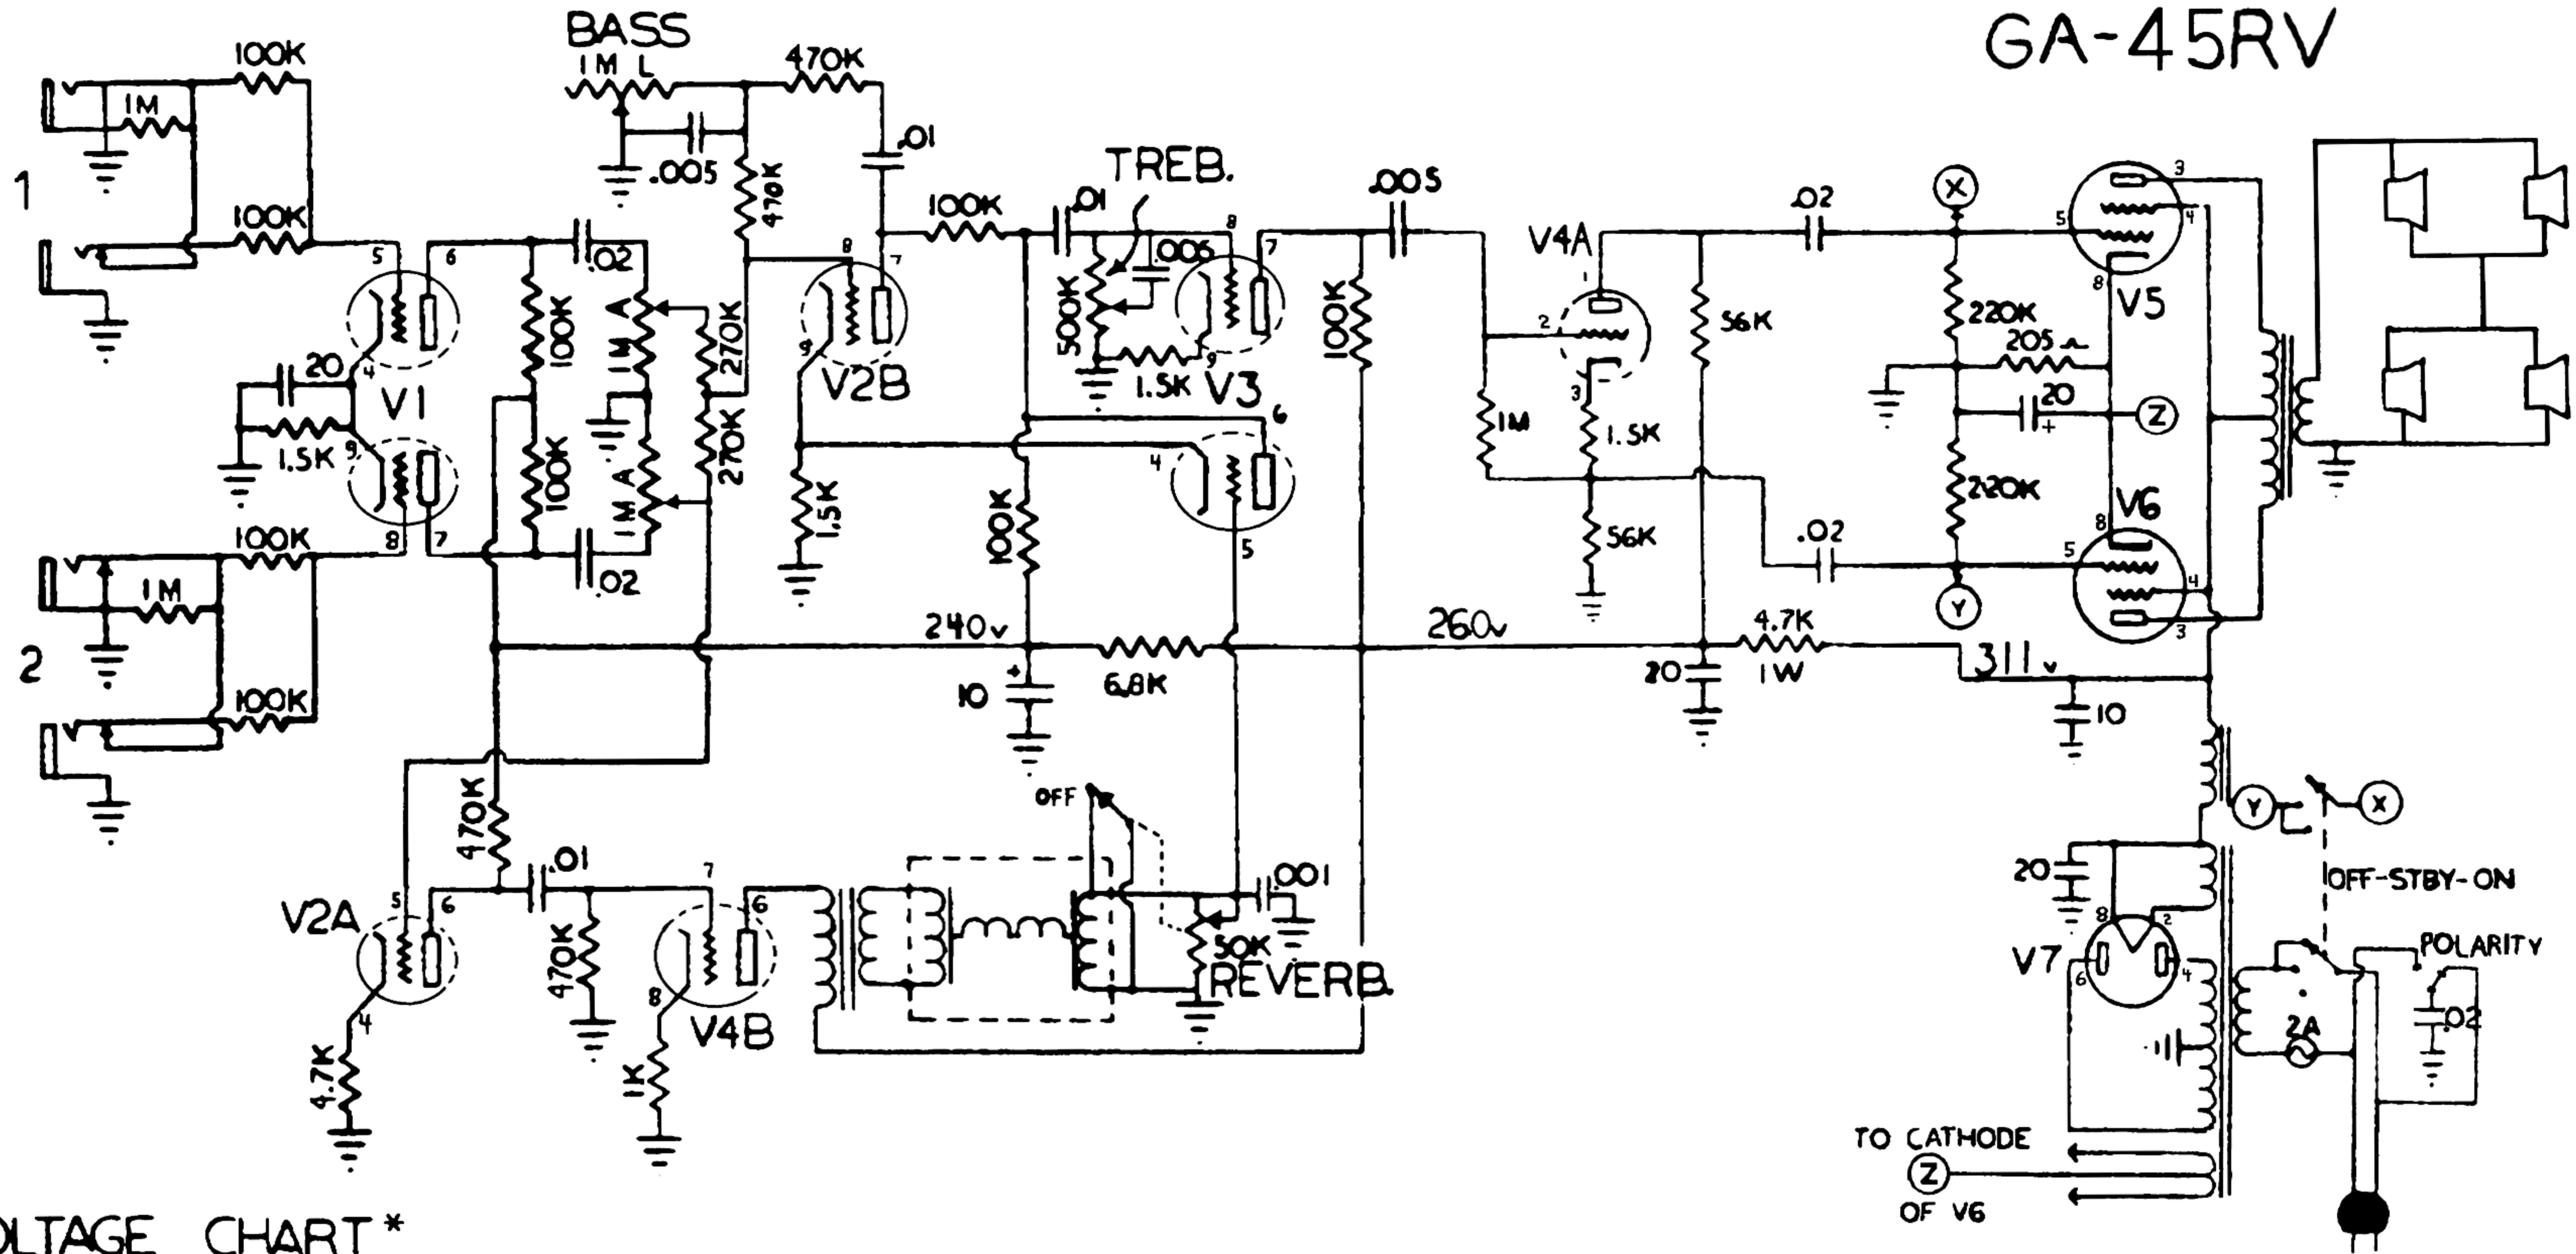 GA-45RV
BASS
1M L
470K
100K
1M
.005
470K
.01
TREB.
.005
1
100K
5
6
.02
8
7
100K
.01
8
.005
7
V4A
.02
X
5
3
4
8
V5
20
4
V1
100K
1M A
270K
9
V2B
500K
9
1.5K
V3
100K
1
2
3
56K
220K
205 Ω
1.5K
9
100K
1M A
270K
6
4
1M
1.5K
20
+
Z
220K
V6
8
100K
8
7
.02
1.5K
100K
5
56K
.02
5
4
3
Y
1M
2
100K
240v
+
10
6.8K
260v
20
4.7K
1W
311v
10
470K
OFF
Y
X
V2A
5
6
.01
7
6
.001
20
OFF-STBY-ON
470K
50K
REVERB.
8
2
V7
6
4
POLARITY
4
4.7K
8
V4B
1K
2A
.02
TO CATHODE
Z
OF V6
OLTAGE CHART*